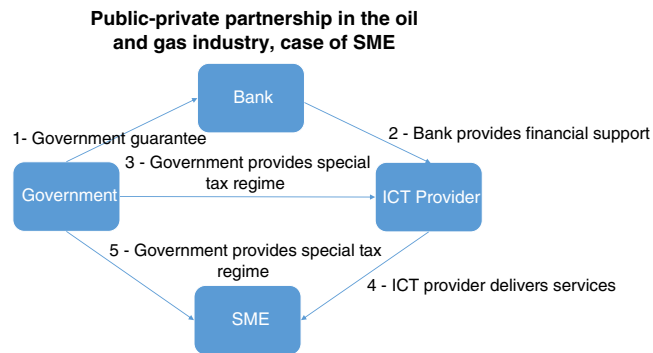 Public-private partnership in the oil
and gas industry, case of SME
Bank
1- Government guarantee
2 - Bank provides financial support
3 - Government provides special
tax regime
Government
ICT Provider
5 - Government provides special tax
regime
4 - ICT provider delivers services
SME